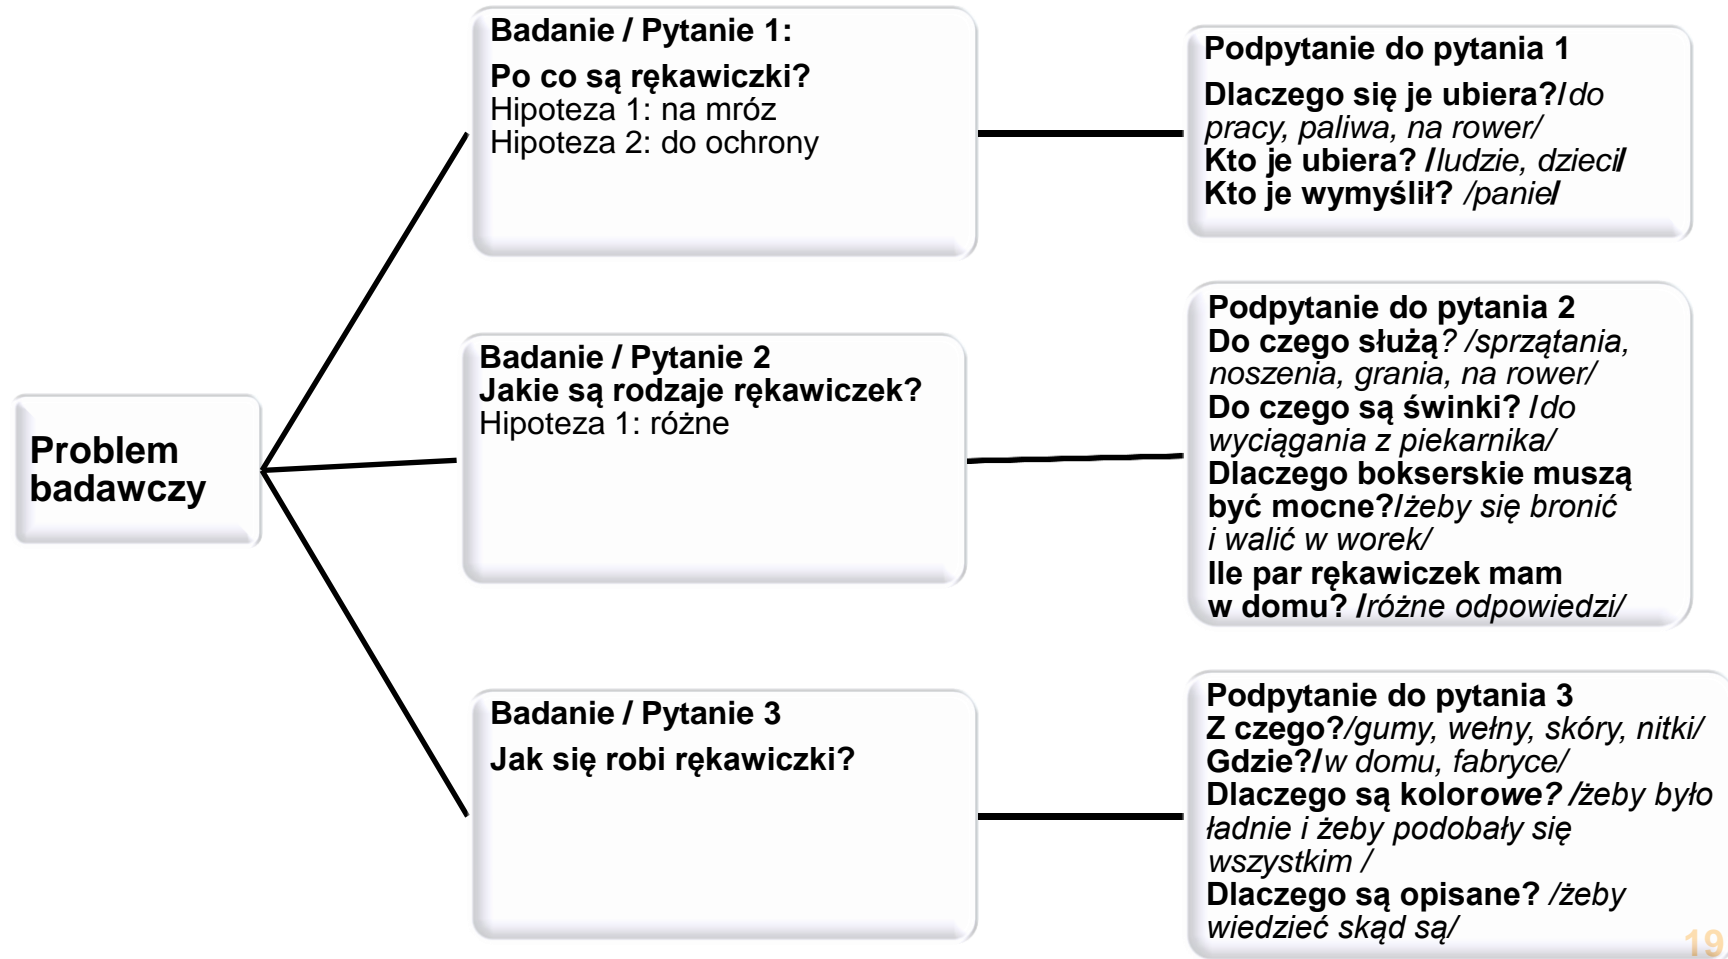 Problem
badawczy
Badanie / Pytanie 1:
Po co są rękawiczki?
Hipoteza 1: na mróz
Hipoteza 2: do ochrony
Podpytanie do pytania 1
Dlaczego się je ubiera?/do
pracy, paliwa, na rower/
Kto je ubiera? /ludzie, dzieci/
Kto je wymyślił? /panie/
Badanie / Pytanie 2
Jakie są rodzaje rękawiczek?
Hipoteza 1: różne
Podpytanie do pytania 2
Do czego służą? /sprzątania,
noszenia, grania, na rower/
Do czego są świnki? /do
wyciągania z piekarnika/
Dlaczego bokserskie muszą
być mocne?/żeby się bronić
i walić w worek/
Ile par rękawiczek mam
w domu? /różne odpowiedzi/
Badanie / Pytanie 3
Jak się robi rękawiczki?
Podpytanie do pytania 3
Z czego?/gumy, wełny, skóry, nitki/
Gdzie?/w domu, fabryce/
Dlaczego są kolorowe? /żeby było
ładnie i żeby podobały się
wszystkim /
Dlaczego są opisane? /żeby
wiedzieć skąd są/
19